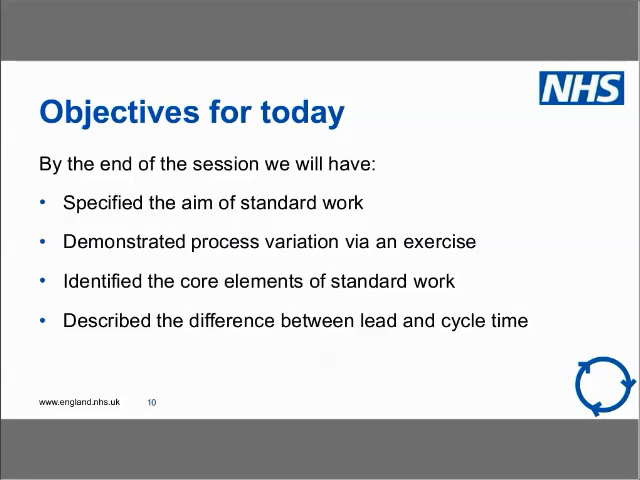 NHS
Objectives for today
By the end of the session we will have:
• Specified the aim of standard work
• Demonstrated process variation via an exercise
• Identified the core elements of standard work
• Described the difference between lead and cycle time
www.england.nhs.uk 10